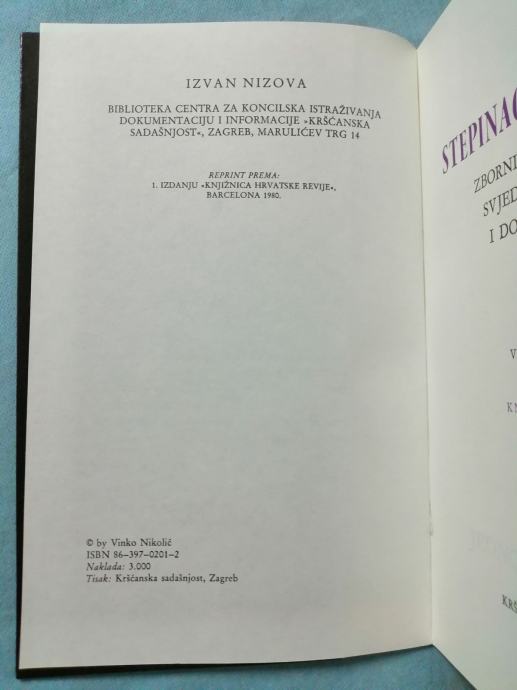 IZVAN NIZOVA
BIBLIOTEKA CENTRA ZA KONCILSKA ISTRAŽIVANJA
DOKUMENTACIJU I INFORMACIJE »KRŠĆANSKA
SADAŠNJOST«, ZAGREB, MARULIĆEV TRG 14
REPRINT PREMA:
1. IZDANJU »KNJIŽNICA HRVATSKE REVIJE«,
BARCELONA 1980.
© by Vinko Nikolić
ISBN 86-397-0201-2
Naklada: 3.000
Tisak: Kršćanska sadašnjost, Zagreb
STEPINAC
ZBORNI
SVJED
I DO
V
KN
KRŠ